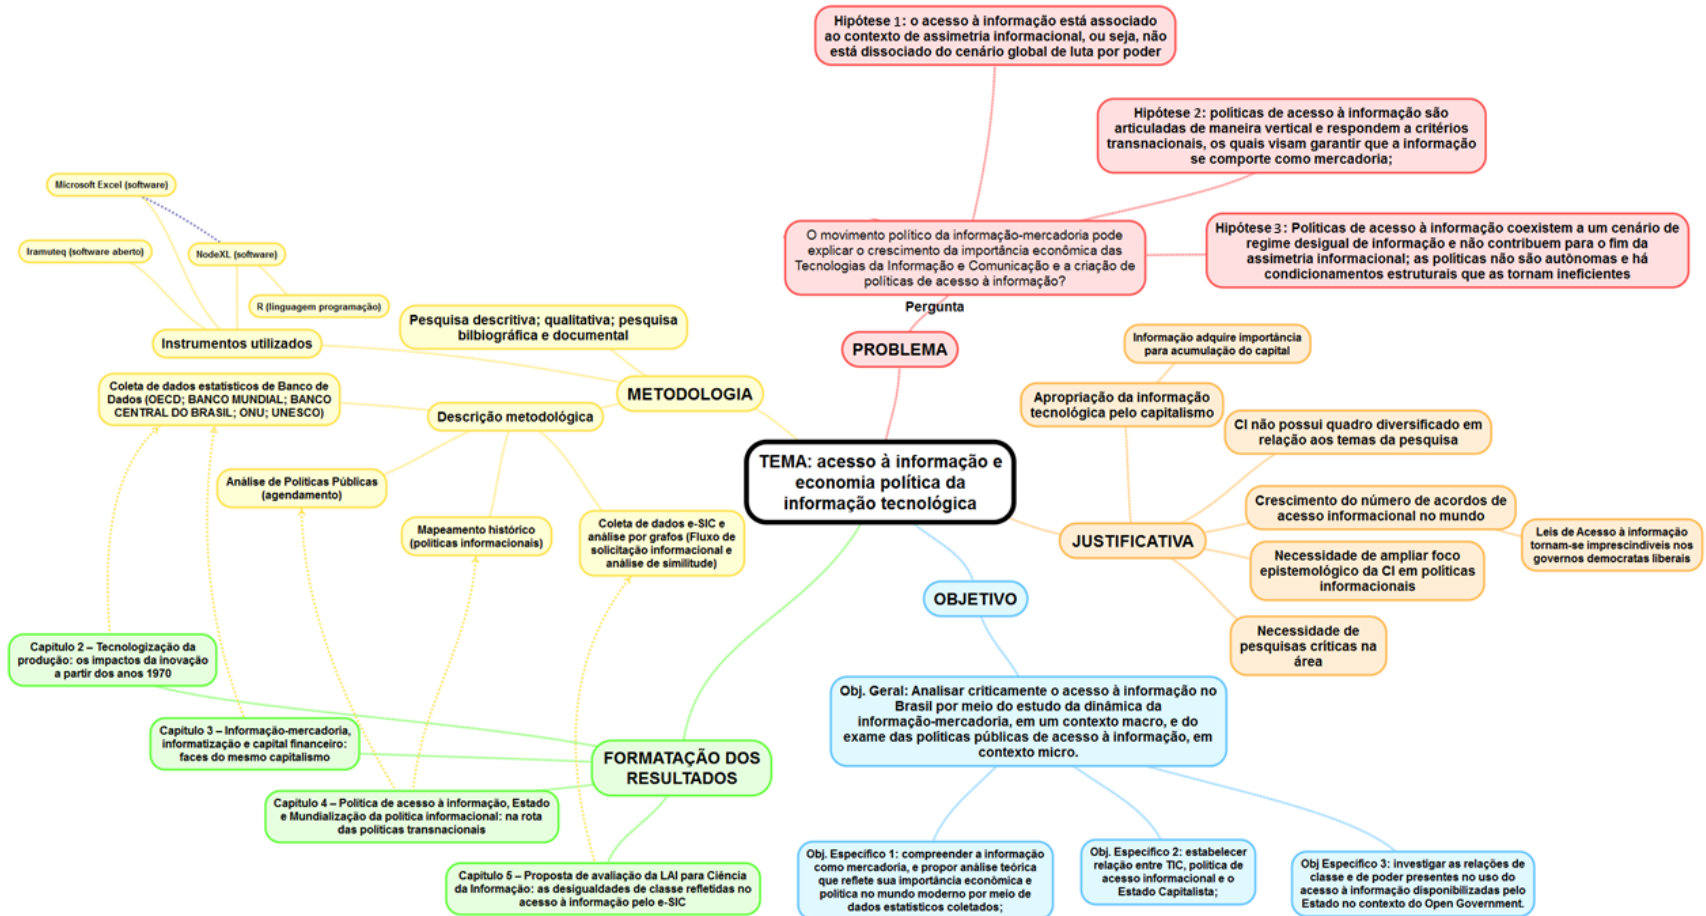 Hipótese 1: o acesso à informação está associado
ao contexto de assimetria informacional, ou seja, não
está dissociado do cenário global de luta por poder
Hipótese 2: políticas de acesso à informação são
articuladas de maneira vertical e respondem a critérios
transnacionais, os quais visam garantir que a informação
se comporte como mercadoria;
Hipótese 3: Políticas de acesso à informação coexistem a um cenário de
regime desigual de informação e não contribuem para o fim da
assimetria informacional; as políticas não são autônomas e há
condicionamentos estruturais que as tornam ineficientes
O movimento político da informação-mercadoria pode
explicar o crescimento da importância econômica das
Tecnologias da Informação e Comunicação e a criação de
políticas de acesso à informação?
Pergunta
PROBLEMA
Microsoft Excel (software)
Iramuteq (software aberto)
NodeXL (software)
R (linguagem programação)
Instrumentos utilizados
Pesquisa descritiva; qualitativa; pesquisa
bilbiográfica e documental
METODOLOGIA
Coleta de dados estatísticos de Banco de
Dados (OECD; BANCO MUNDIAL; BANCO
CENTRAL DO BRASIL; ONU; UNESCO)
Descrição metodológica
Análise de Políticas Públicas
(agendamento)
Mapeamento histórico
(políticas informacionais)
Coleta de dados e-SIC e
análise por grafos (Fluxo de
solicitação informacional e
análise de similitude)
TEMA: acesso à informação e
economia política da
informação tecnológica
Informação adquire importância
para acumulação do capital
Apropriação da informação
tecnológica pelo capitalismo
CI não possui quadro diversificado em
relação aos temas da pesquisa
Crescimento do número de acordos de
acesso informacional no mundo
Leis de Acesso à informação
tornam-se imprescindíveis nos
governos democratas liberais
JUSTIFICATIVA
Necessidade de ampliar foco
epistemológico da CI em políticas
informacionais
Necessidade de
pesquisas críticas na
área
OBJETIVO
Obj. Geral: Analisar criticamente o acesso à informação no
Brasil por meio do estudo da dinâmica da
informação-mercadoria, em um contexto macro, e do
exame das políticas públicas de acesso à informação, em
contexto micro.
Obj. Específico 1: compreender a informação
como mercadoria, e propor análise teórica
que reflete sua importância econômica e
política no mundo moderno por meio de
dados estatísticos coletados;
Obj. Específico 2: estabelecer
relação entre TIC, política de
acesso informacional e o
Estado Capitalista;
Obj Específico 3: investigar as relações de
classe e de poder presentes no uso do
acesso à informação disponibilizadas pelo
Estado no contexto do Open Government.
Capítulo 2 – Tecnologização da
produção: os impactos da inovação
a partir dos anos 1970
Capítulo 3 – Informação-mercadoria,
informatização e capital financeiro:
faces do mesmo capitalismo
FORMATAÇÃO DOS
RESULTADOS
Capítulo 4 – Política de acesso à informação, Estado
e Mundialização da política informacional: na rota
das políticas transnacionais
Capítulo 5 – Proposta de avaliação da LAI para Ciência
da Informação: as desigualdades de classe refletidas no
acesso à informação pelo e-SIC